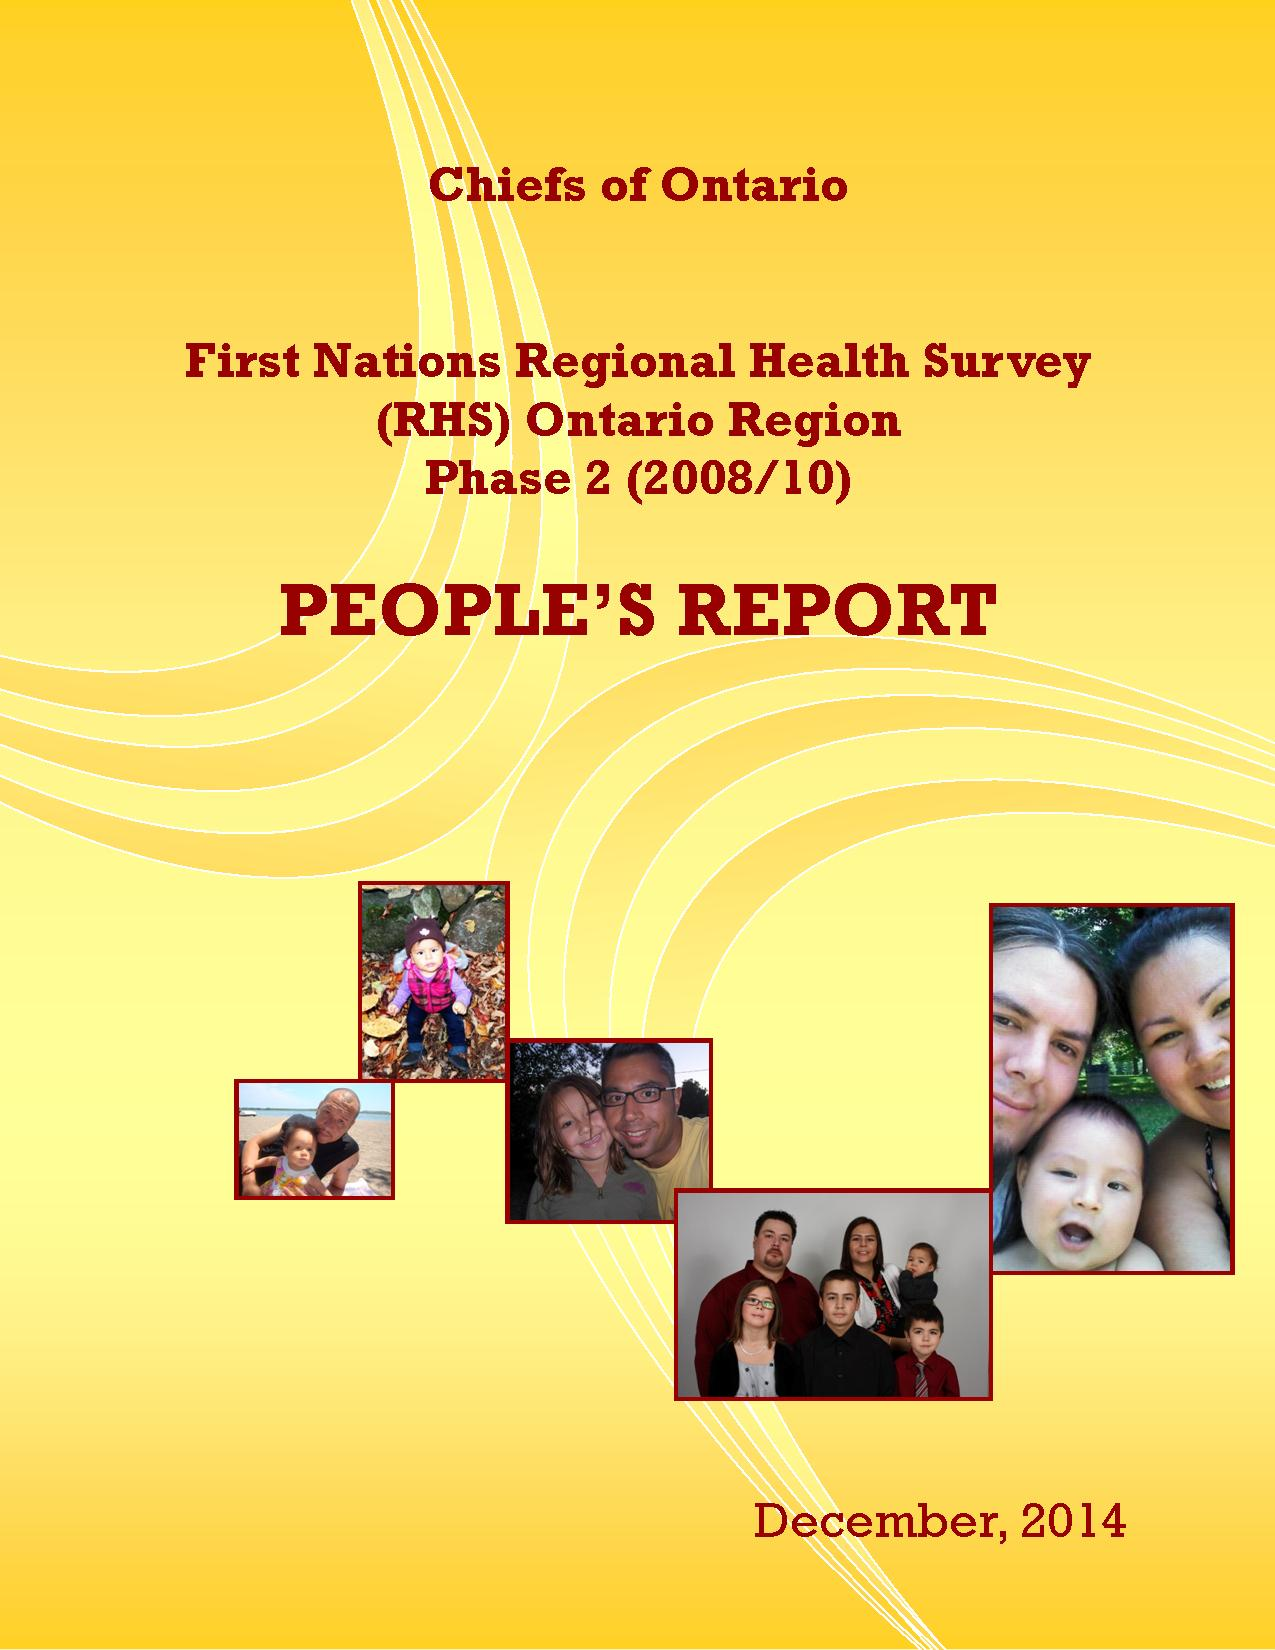 Chiefs of Ontario
First Nations Regional Health Survey
(RHS) Ontario Region
Phase 2 (2008/10)
PEOPLE’S REPORT
December, 2014